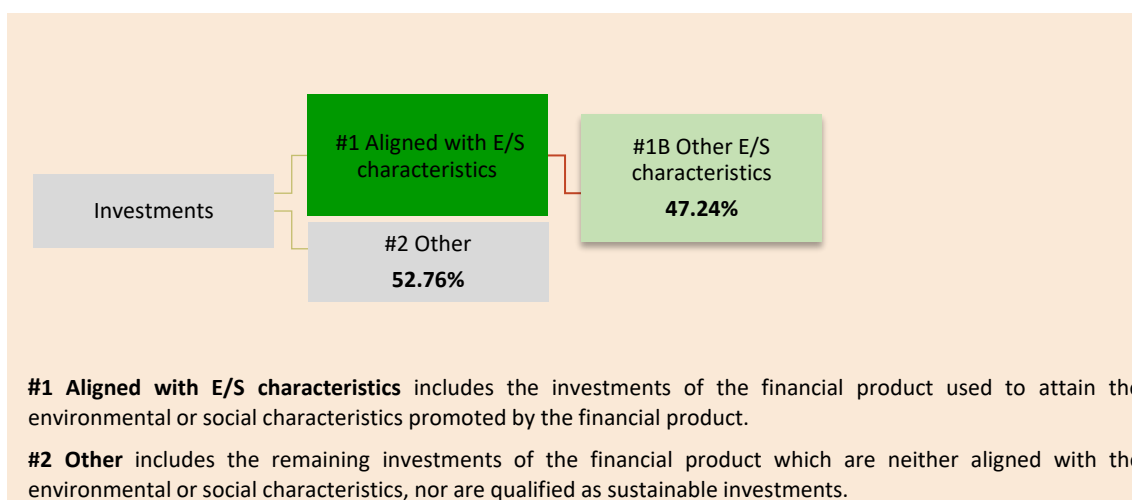 #1 Aligned with E/S
characteristics
#1B Other E/S
characteristics
47.24%
Investments
#2 Other
52.76%
#1 Aligned with E/S characteristics includes the investments of the financial product used to attain the
environmental or social characteristics promoted by the financial product.
#2 Other includes the remaining investments of the financial product which are neither aligned with the
environmental or social characteristics, nor are qualified as sustainable investments.